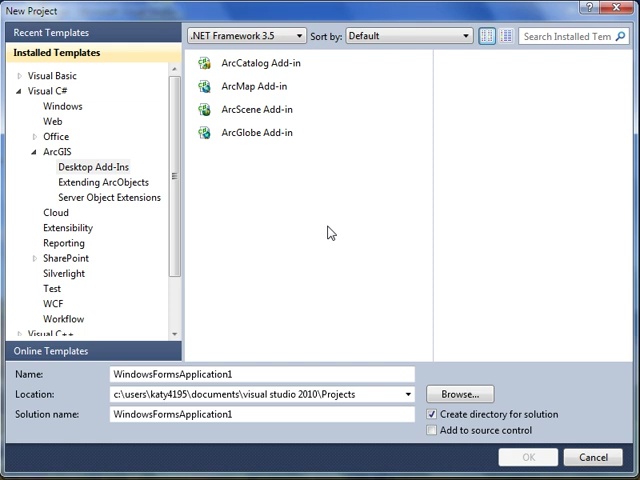 New Project
Recent Templates
Installed Templates
Visual Basic
Visual C#
Windows
Web
Office
ArcGIS
Desktop Add-Ins
Extending ArcObjects
Server Object Extensions
Cloud
Extensibility
Reporting
SharePoint
Silverlight
Test
WCF
Workflow
Visual C++
Online Templates
.NET Framework 3.5
Sort by: Default
Search Installed Tem
ArcCatalog Add-in
ArcMap Add-in
ArcScene Add-in
ArcGlobe Add-in
Name: WindowsFormsApplication1
Location: c:\users\katy4195\documents\visual studio 2010\Projects
Browse...
Solution name: WindowsFormsApplication1
Create directory for solution
Add to source control
OK
Cancel